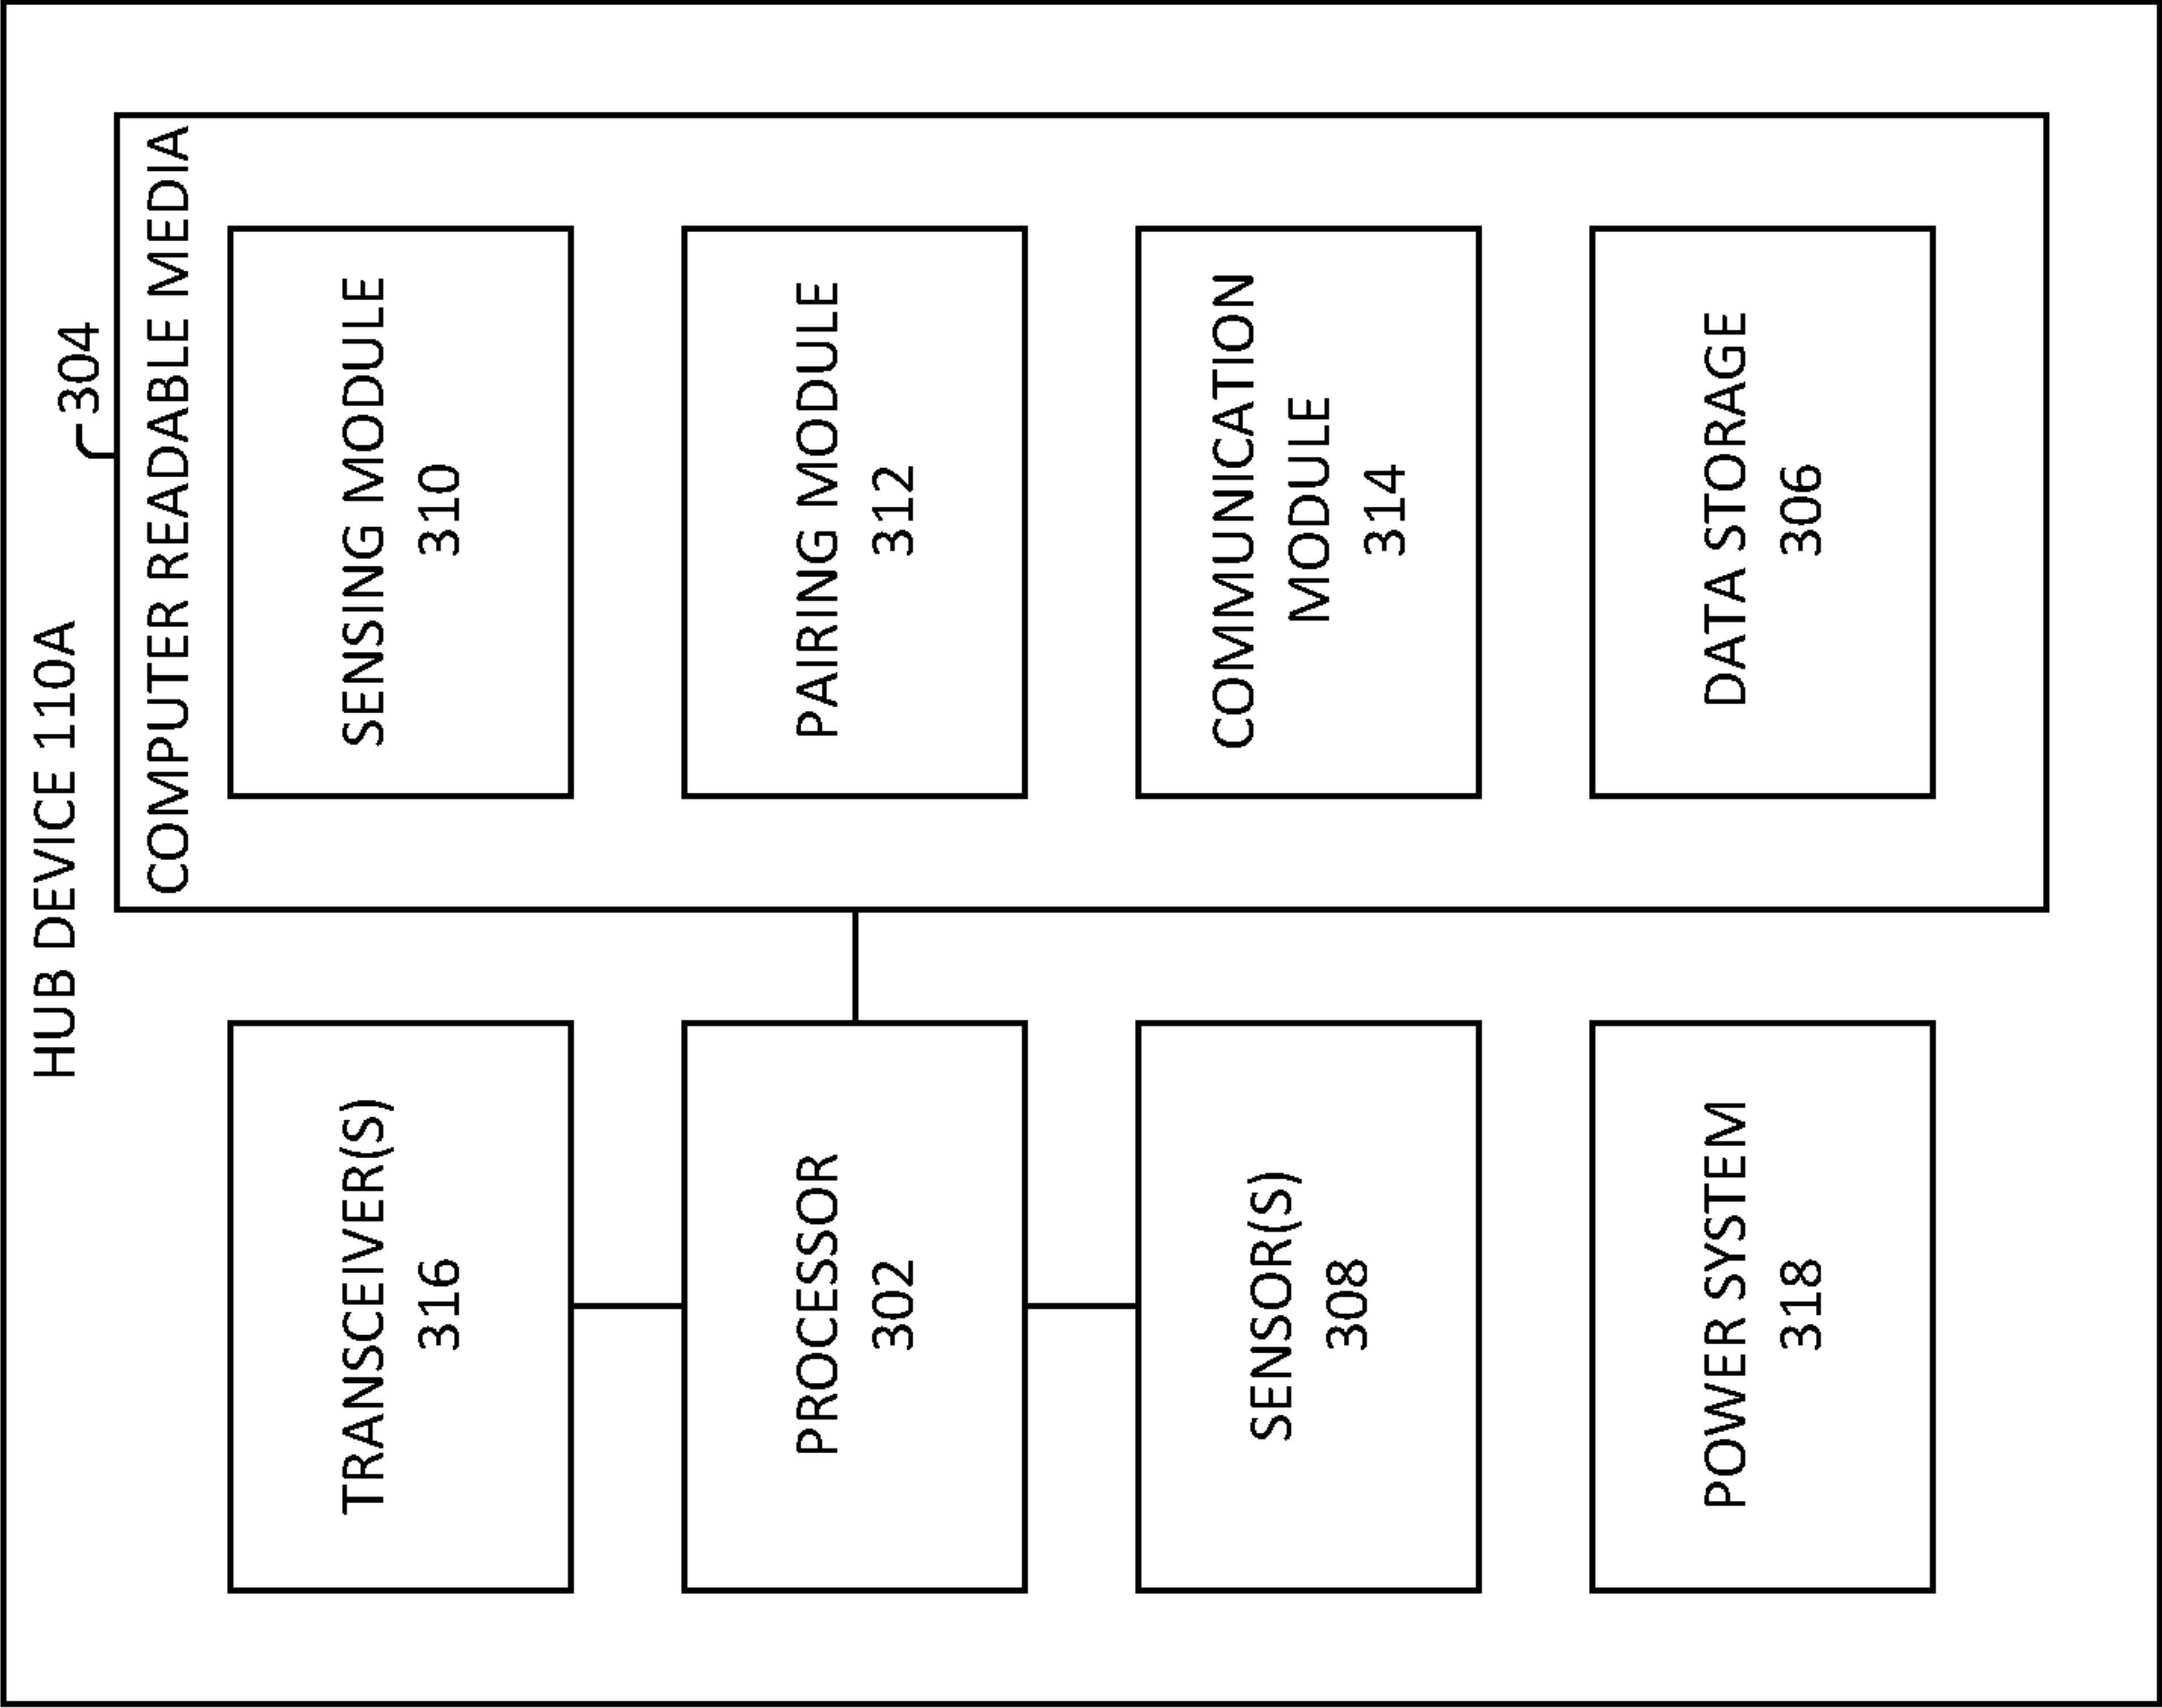 HUB DEVICE 110A
304
COMPUTER READABLE MEDIA
TRANSCEIVER(S)
316
PROCESSOR
302
SENSOR(S)
308
POWER SYSTEM
318
SENSING MODULE
310
PAIRING MODULE
312
COMMUNICATION
MODULE
314
DATA STORAGE
306